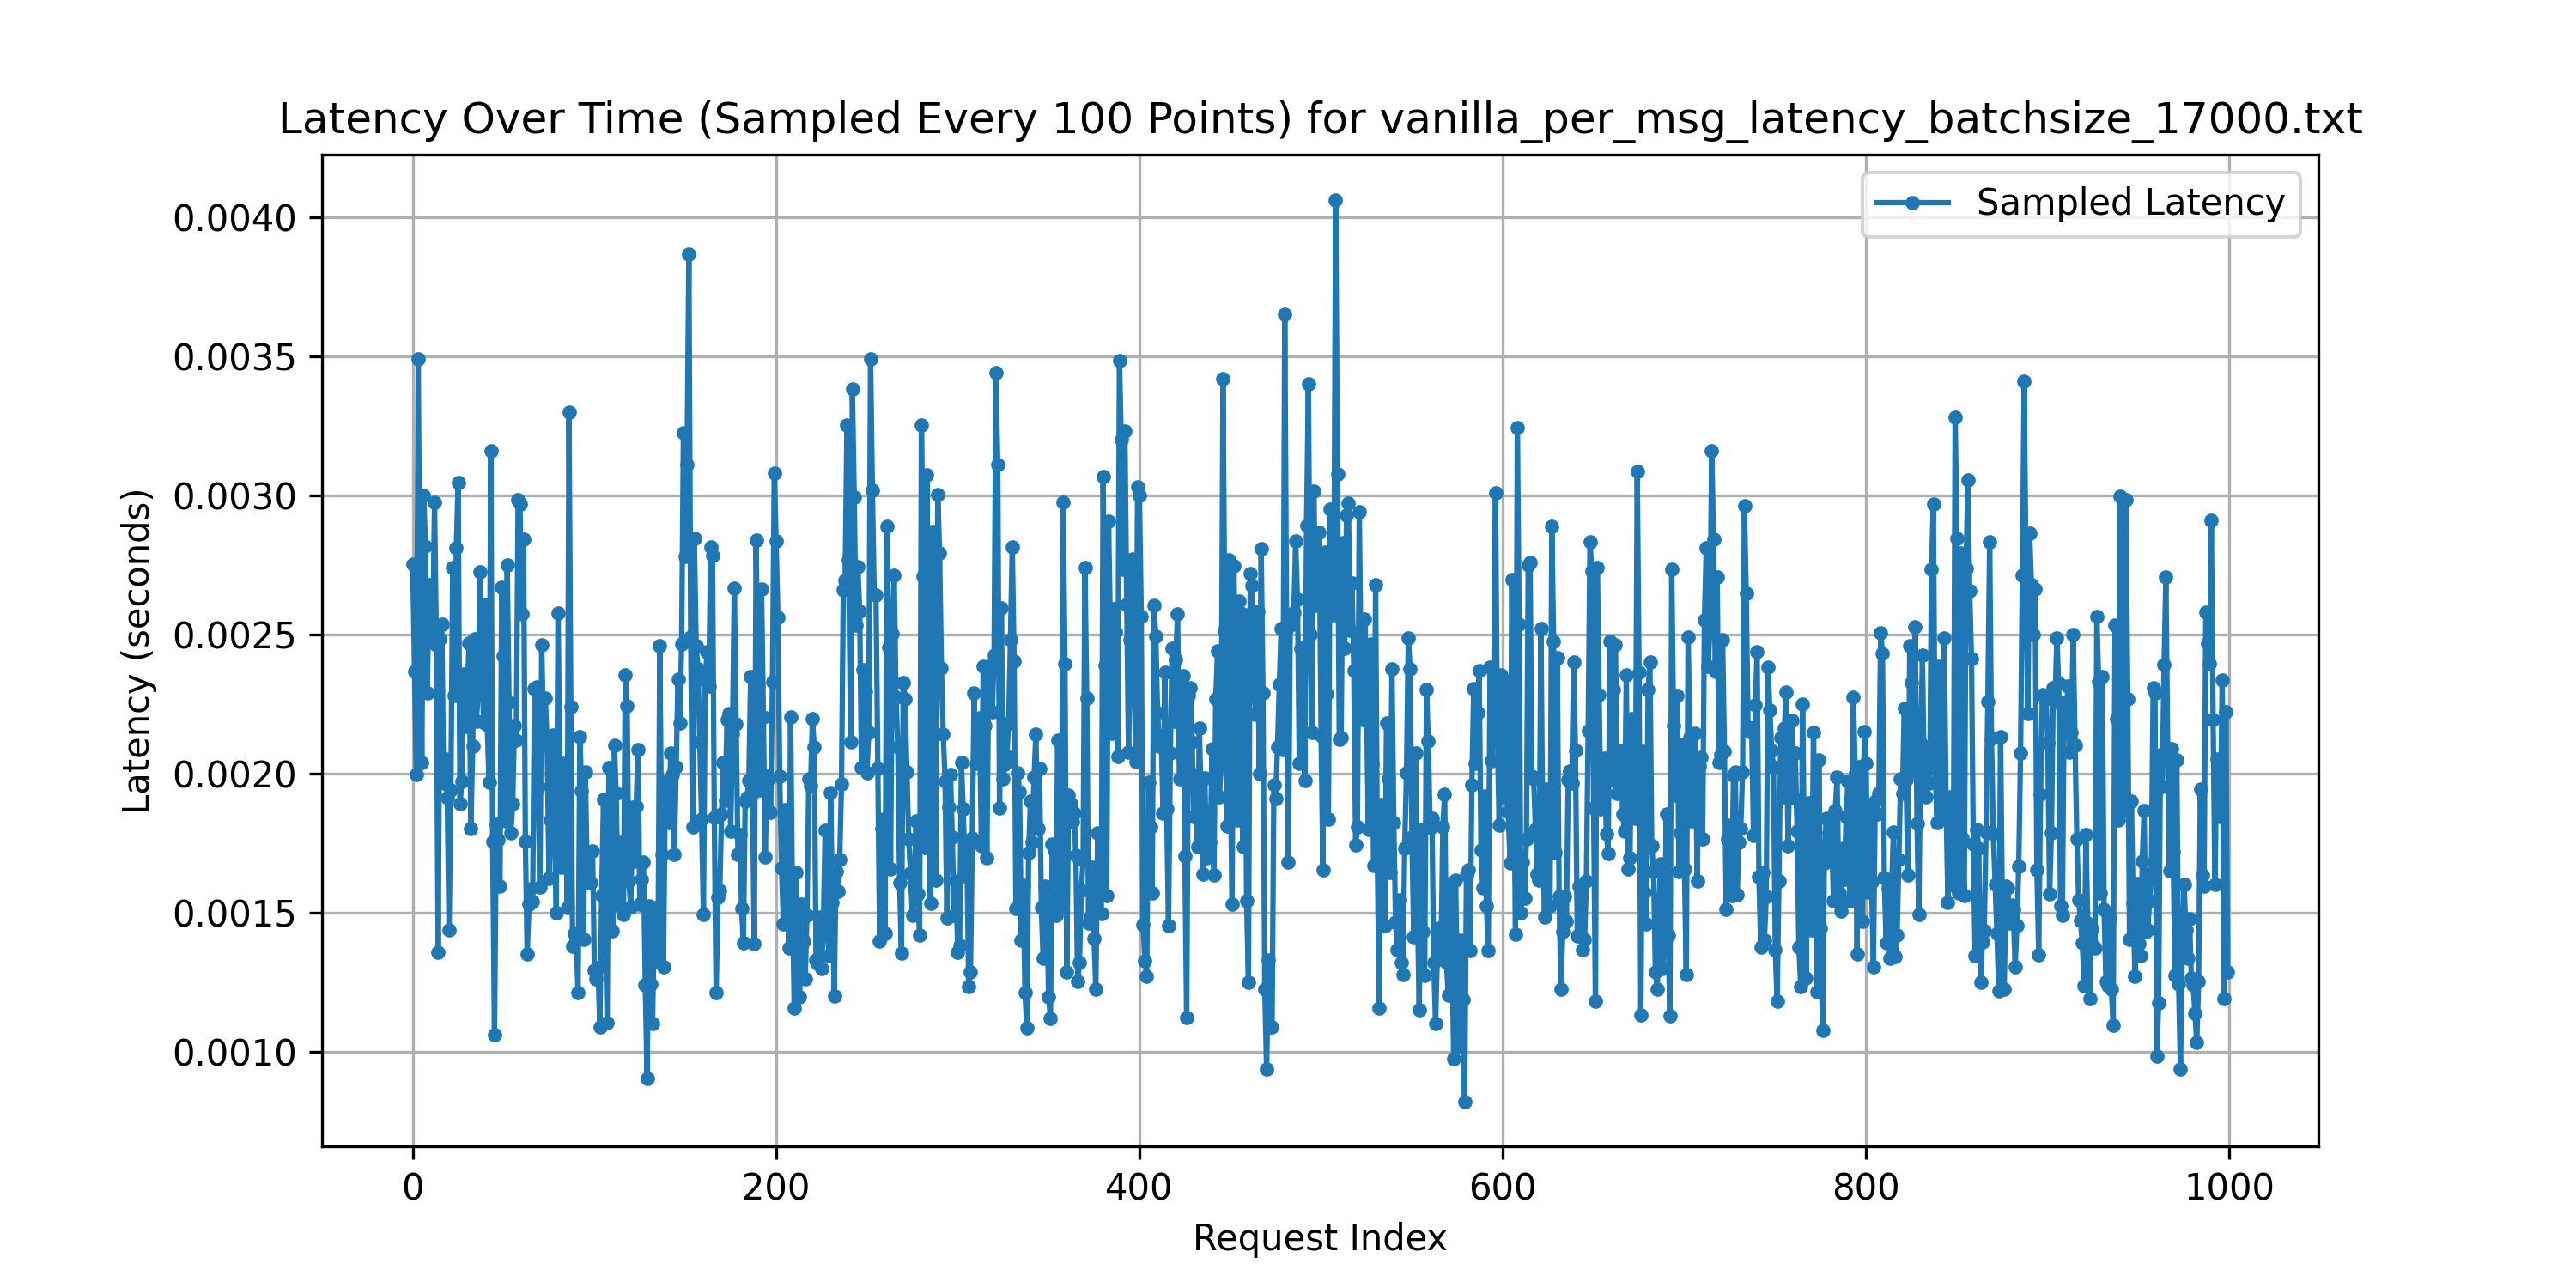 Latency Over Time (Sampled Every 100 Points) for vanilla_per_msg_latency_batchsize_17000.txt
Sampled Latency
Latency (seconds)
0.0040
0.0035
0.0030
0.0025
0.0020
0.0015
0.0010
0 200 400 600 800 1000
Request Index